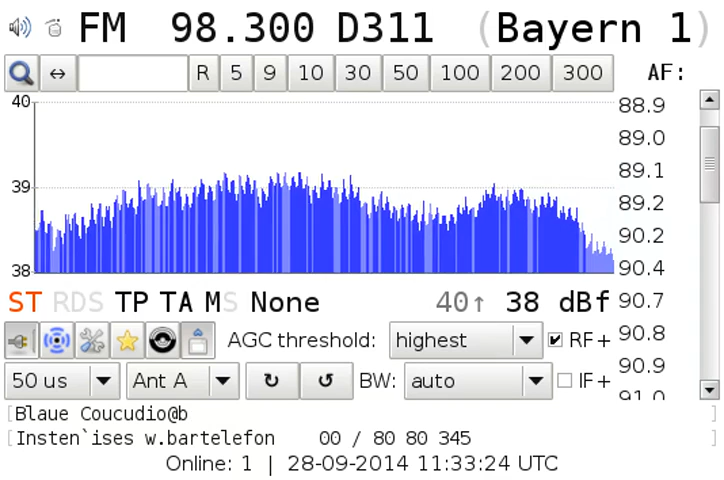 FM 98.300 D311 (Bayern 1)
R 5 9 10 30 50 100 200 300 AF:
40
39
38
88.9
89.0
89.1
89.2
90.2
90.4
90.7
90.8
90.9
91.0
ST RDS TP TA MS None 40↑ 38 dBf
AGC threshold: highest RF+
50 us Ant A ↻ ↺ BW: auto IF+
[Blaue Coucudio@b ]
[Insten`ises w.bartelefon 00 / 80 80 345 ]
Online: 1 | 28-09-2014 11:33:24 UTC